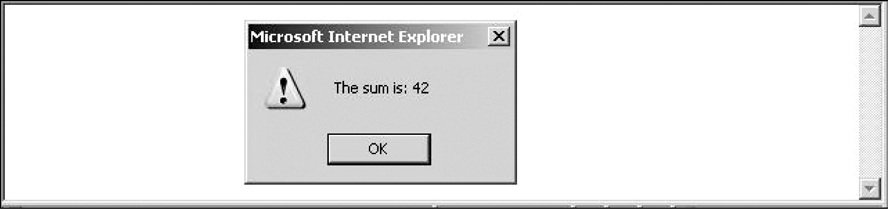 Microsoft Internet Explorer
The sum is: 42
OK